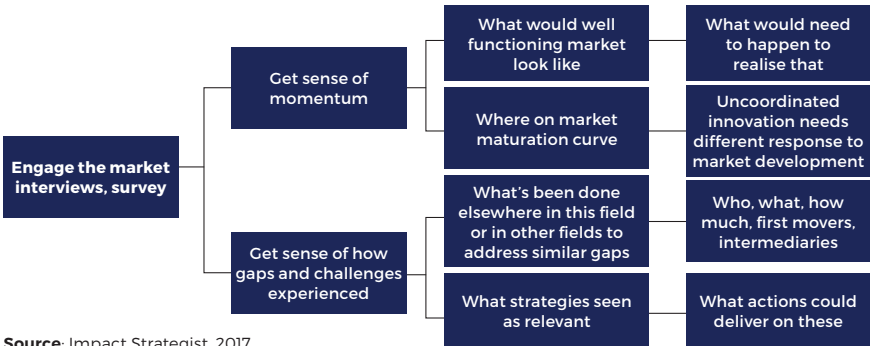 Engage the market
interviews, survey
Get sense of
momentum
What would well
functioning market
look like
What would need
to happen to
realise that
Where on market
maturation curve
Uncoordinated
innovation needs
different response to
market development
Get sense of how
gaps and challenges
experienced
What's been done
elsewhere in this field
or in other fields to
address similar gaps
Who, what, how
much, first movers,
intermediaries
What strategies seen
as relevant
What actions could
deliver on these
Source: Impact Strategist, 2017